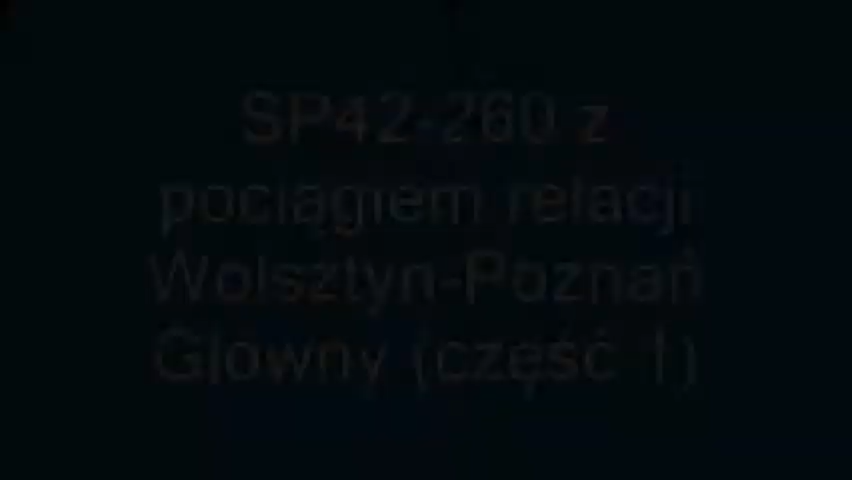 SP42-260 z
pociągiem relacji
Wolsztyn-Poznań
Główny (część 1)